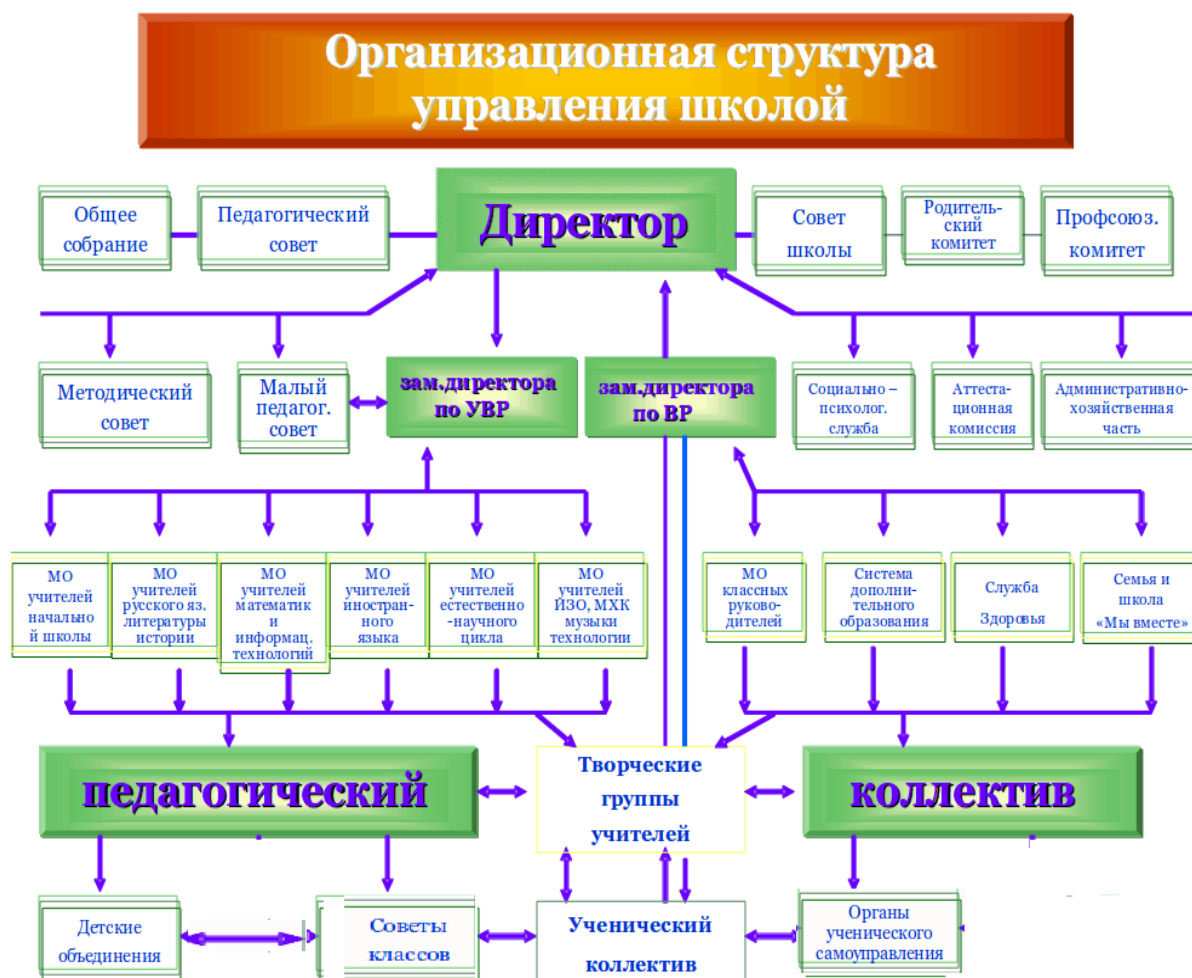 Организационная структура
управления школой
Общее
собрание
Педагогический
совет
Директор
Совет
школы
Родитель-
ский
комитет
Профсоюз.
комитет
Методический
совет
Малый
педагог.
совет
зам.директора
по УВР
зам.директора
по ВР
Социально –
психолог.
служба
Аттеста-
ционная
комиссия
Административно-
хозяйственная
часть
МО
учителей
начально
й школы
МО
учителей
русского яз.
литературы
истории
МО
учителей
математик
и
информац.
технологий
МО
учителей
иностран-
ного
языка
МО
учителей
естественно
-научного
цикла
МО
учителей
ИЗО, МХК
музыки
технологии
МО
классных
руково-
дителей
Система
дополни-
тельного
образования
Служба
Здоровья
Семья и
школа
«Мы вместе»
педагогический
Творческие
группы
учителей
коллектив
Детские
объединения
Советы
классов
Ученический
коллектив
Органы
ученического
самоуправления